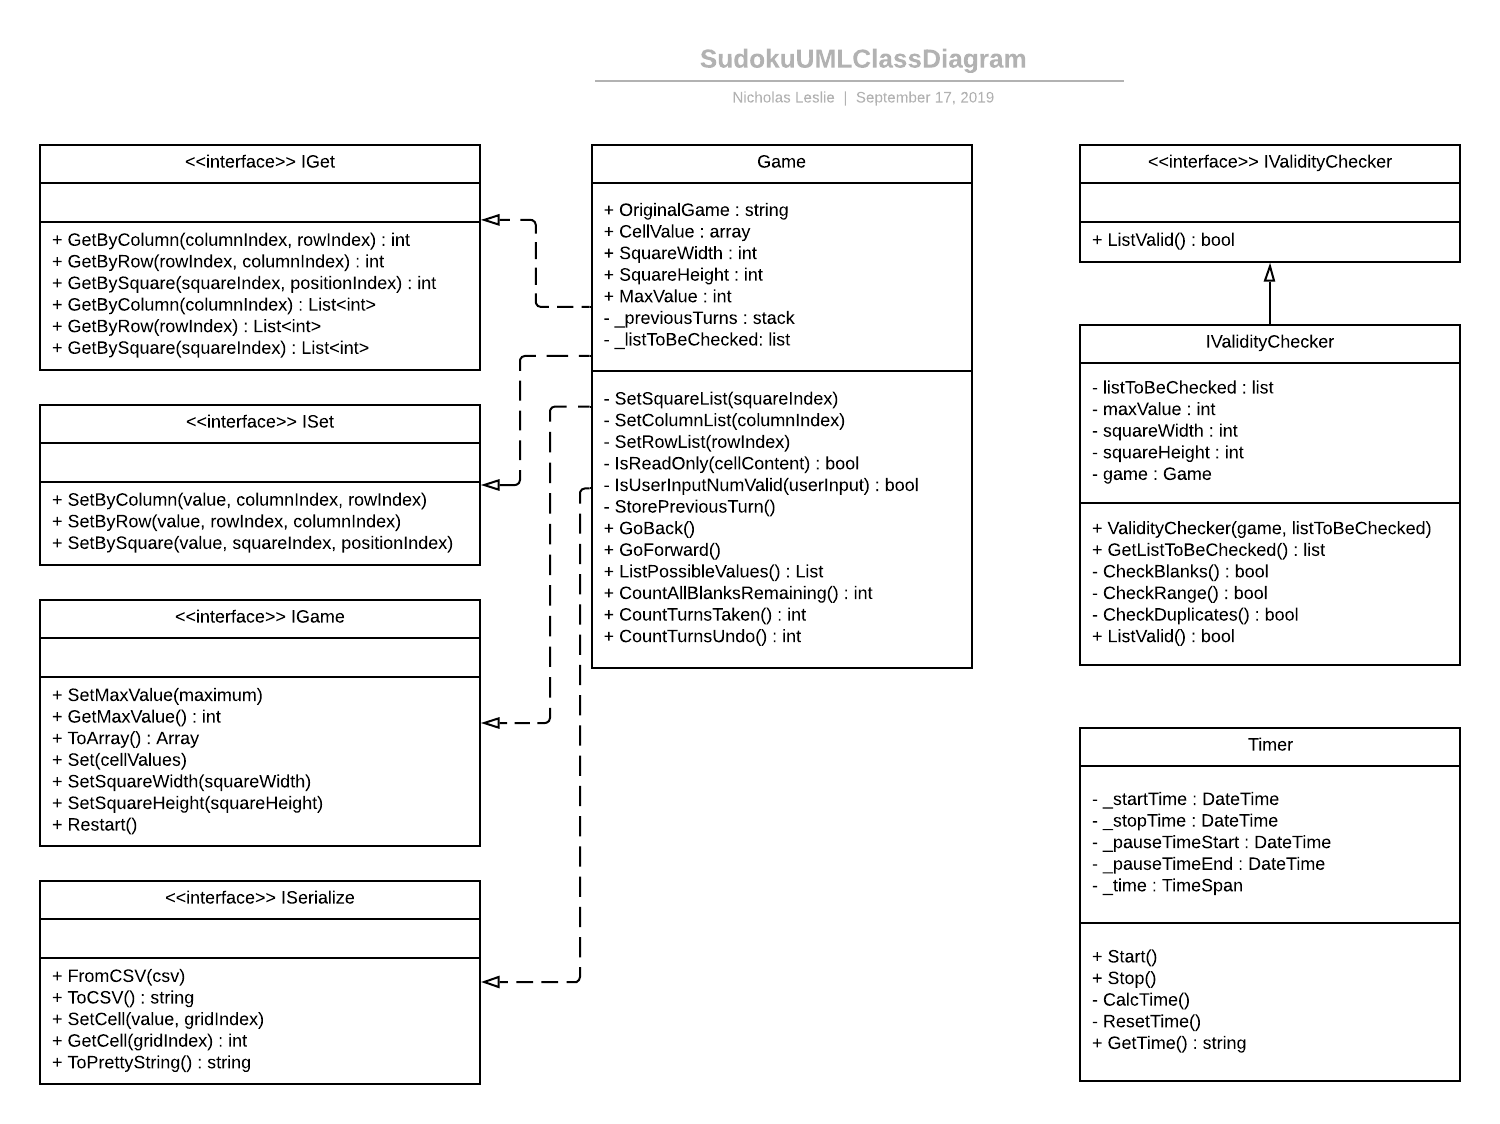 SudokuUMLClassDiagram
Nicholas Leslie | September 17, 2019
<<interface>> IGet
+ GetByColumn(columnIndex, rowIndex) : int
+ GetByRow(rowIndex, columnIndex) : int
+ GetBySquare(squareIndex, positionIndex) : int
+ GetByColumn(columnIndex) : List<int>
+ GetByRow(rowIndex) : List<int>
+ GetBySquare(squareIndex) : List<int>
<<interface>> ISet
+ SetByColumn(value, columnIndex, rowIndex)
+ SetByRow(value, rowIndex, columnIndex)
+ SetBySquare(value, squareIndex, positionIndex)
<<interface>> IGame
+ SetMaxValue(maximum)
+ GetMaxValue() : int
+ ToArray() : Array
+ Set(cellValues)
+ SetSquareWidth(squareWidth)
+ SetSquareHeight(squareHeight)
+ Restart()
<<interface>> ISerialize
+ FromCSV(csv)
+ ToCSV() : string
+ SetCell(value, gridIndex)
+ GetCell(gridIndex) : int
+ ToPrettyString() : string
Game
+ OriginalGame : string
+ CellValue : array
+ SquareWidth : int
+ SquareHeight : int
+ MaxValue : int
- _previousTurns : stack
- _listToBeChecked: list
- SetSquareList(squareIndex)
- SetColumnList(columnIndex)
- SetRowList(rowIndex)
- IsReadOnly(cellContent) : bool
- IsUserInputNumValid(userInput) : bool
- StorePreviousTurn()
+ GoBack()
+ GoForward()
+ ListPossibleValues() : List
+ CountAllBlanksRemaining() : int
+ CountTurnsTaken() : int
+ CountTurnsUndo() : int
<<interface>> IValidityChecker
+ ListValid() : bool
IValidityChecker
- listToBeChecked : list
- maxValue : int
- squareWidth : int
- squareHeight : int
- game : Game
+ ValidityChecker(game, listToBeChecked)
+ GetListToBeChecked() : list
- CheckBlanks() : bool
- CheckRange() : bool
- CheckDuplicates() : bool
+ ListValid() : bool
Timer
- _startTime : DateTime
- _stopTime : DateTime
- _pauseTimeStart : DateTime
- _pauseTimeEnd : DateTime
- _time : TimeSpan
+ Start()
+ Stop()
- CalcTime()
- ResetTime()
+ GetTime() : string